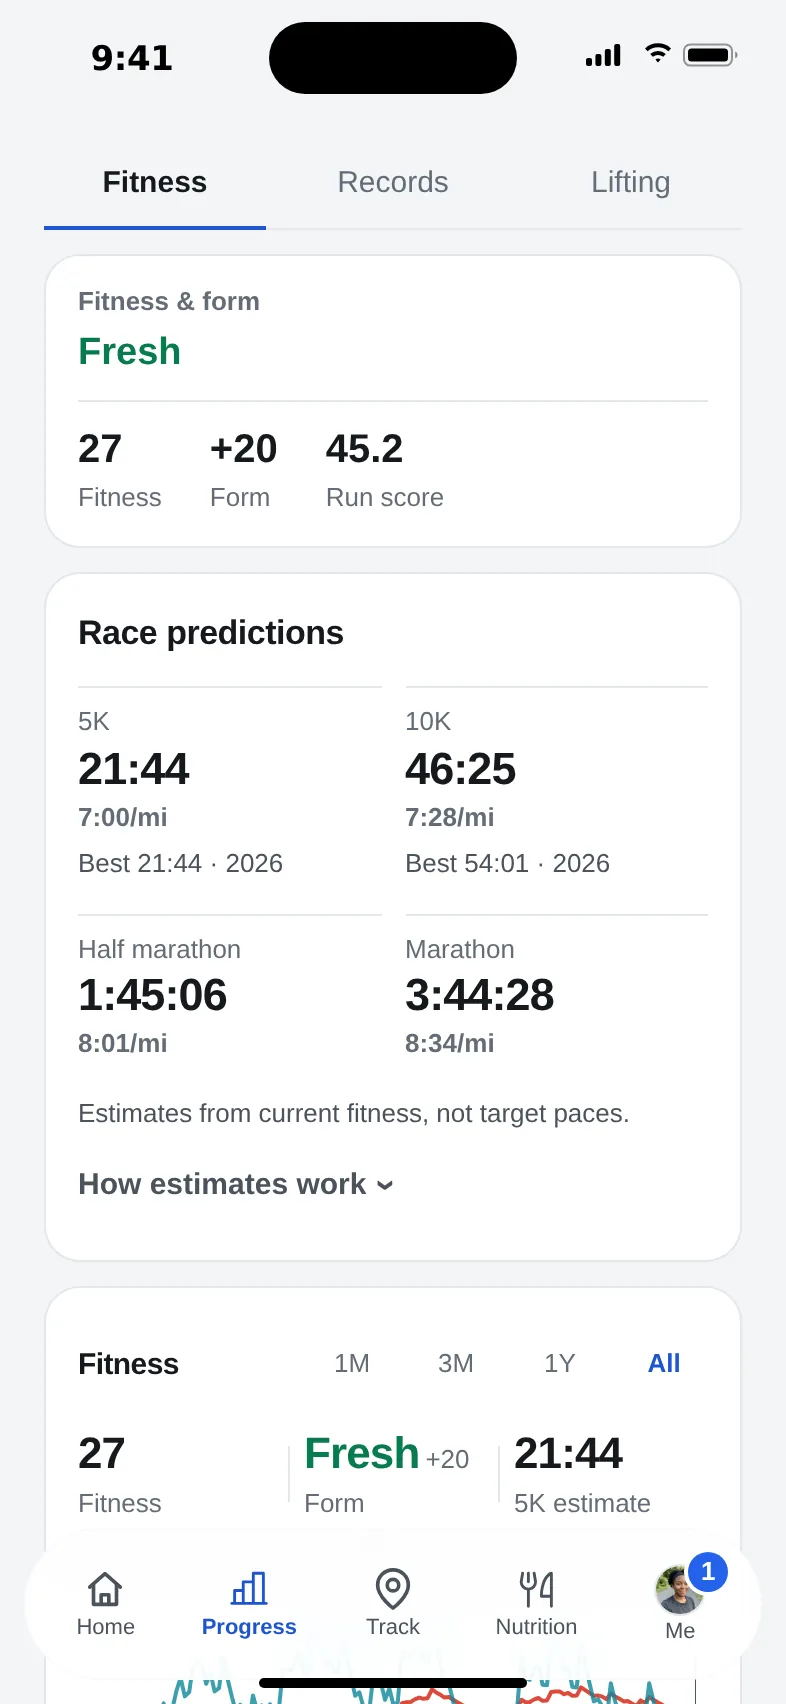 9:41
Fitness Records Lifting
Fitness & form
Fresh
27 +20 45.2
Fitness Form Run score
Race predictions
5K 10K
21:44 46:25
7:00/mi 7:28/mi
Best 21:44 · 2026 Best 54:01 · 2026
Half marathon Marathon
1:45:06 3:44:28
8:01/mi 8:34/mi
Estimates from current fitness, not target paces.
How estimates work
Fitness 1M 3M 1Y All
27 Fresh +20 21:44
Fitness Form 5K estimate
1
Home Progress Track Nutrition Me